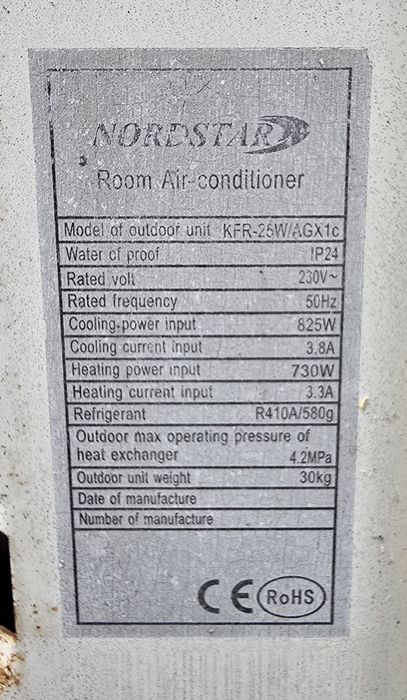 NORDSTAR
Room Air-conditioner
Model of outdoor unit KFR-25W/AGX1c
Water of proof IP24
Rated volt 230V~
Rated frequency 50Hz
Cooling power input 825W
Cooling current input 3.8A
Heating power input 730W
Heating current input 3.3A
Refrigerant R410A/580g
Outdoor max operating pressure of
heat exchanger 4.2MPa
Outdoor unit weight 30kg
Date of manufacture
Number of manufacture
CE RoHS